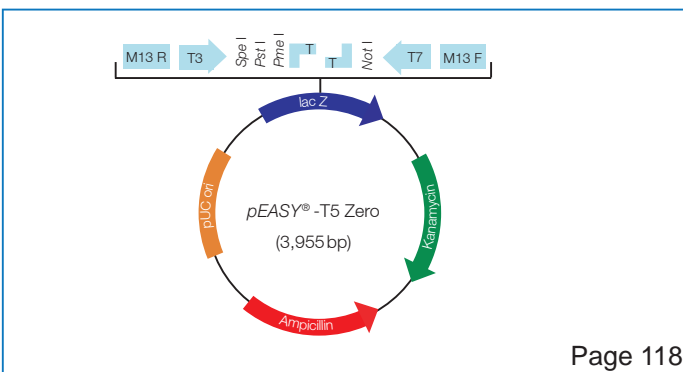 M13 R T3 Spe I Pst I Pme I T T Not I T7 M13 F
lac Z
pUC ori
Kanamycin
pEASY® -T5 Zero
(3,955 bp)
Ampicillin
Page 118